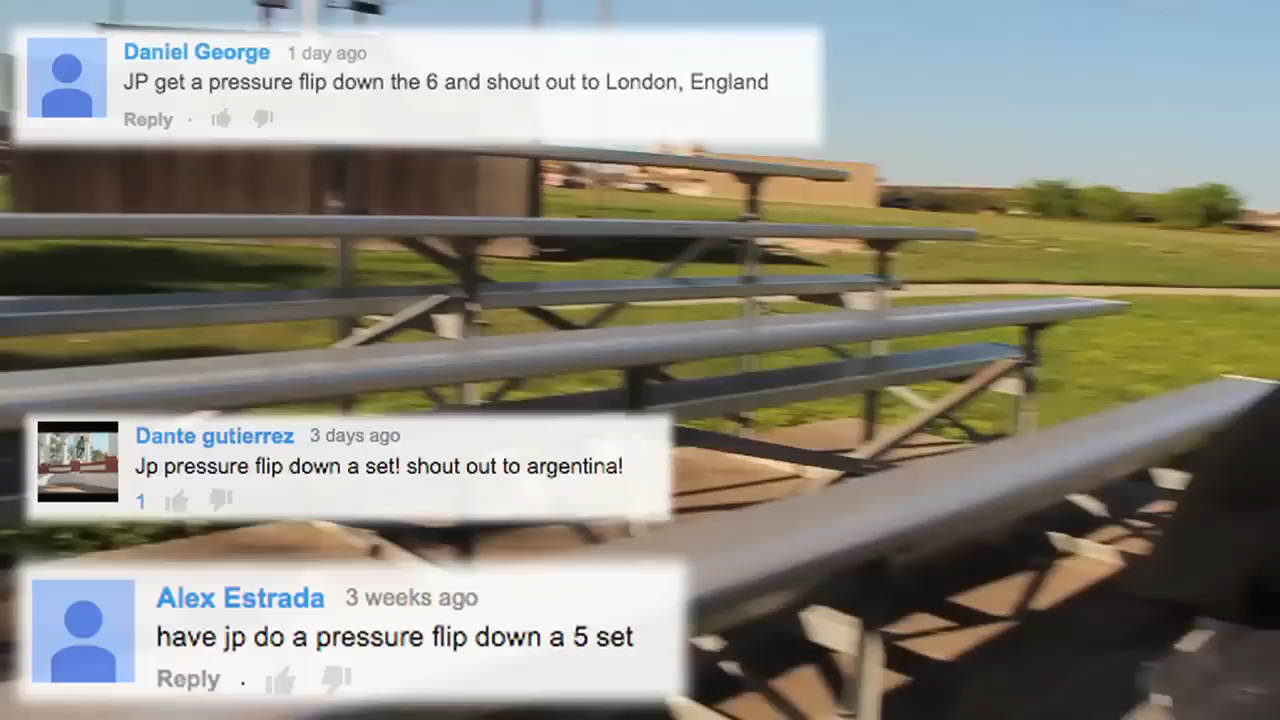 Daniel George 1 day ago
JP get a pressure flip down the 6 and shout out to London, England
Reply ·
Dante gutierrez 3 days ago
Jp pressure flip down a set! shout out to argentina!
1
Alex Estrada 3 weeks ago
have jp do a pressure flip down a 5 set
Reply ·